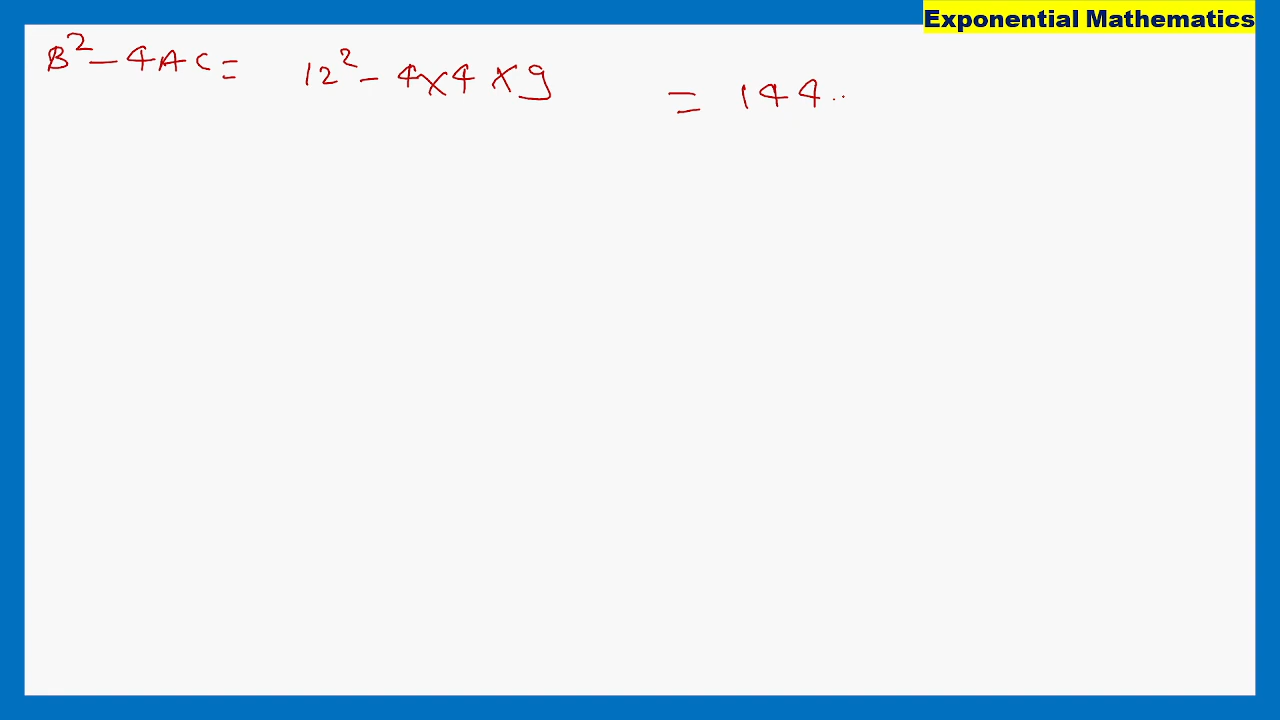 Exponential Mathematics
B² - 4AC = 12² - 4×4×9 = 144